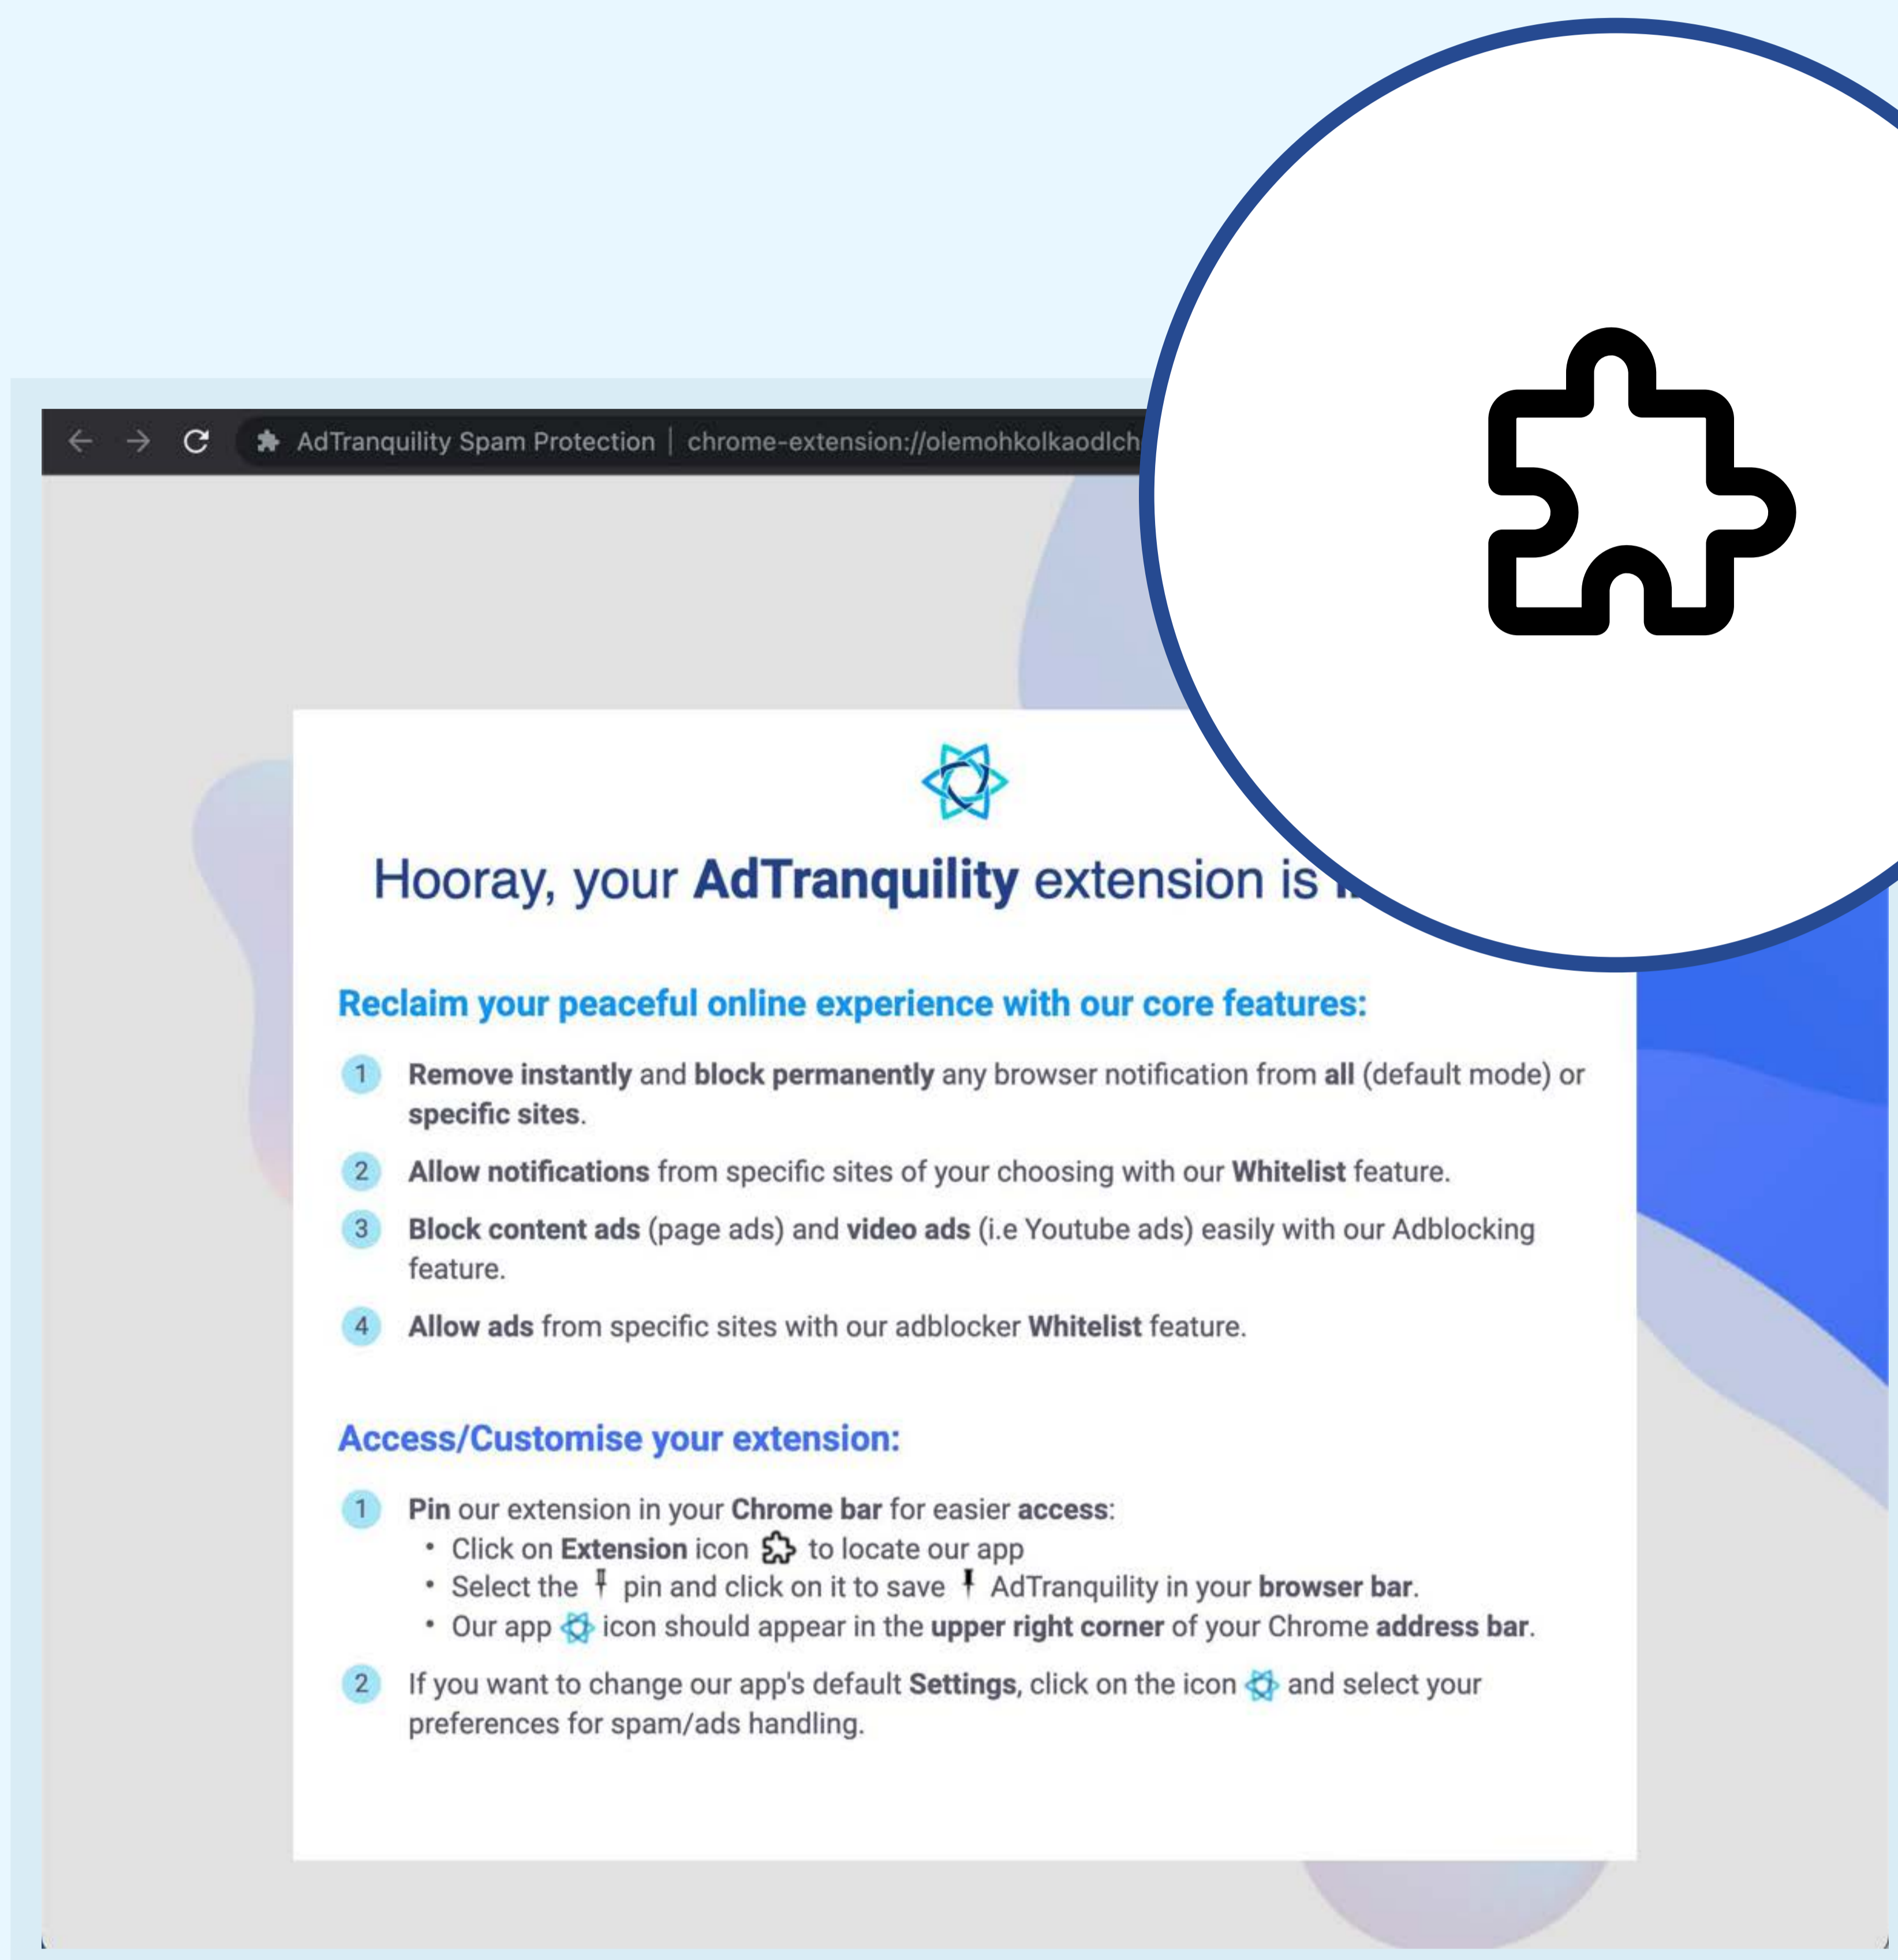 AdTranquility Spam Protection | chrome-extension://olemohkolkaodlch
Hooray, your AdTranquility extension is
Reclaim your peaceful online experience with our core features:
1 Remove instantly and block permanently any browser notification from all (default mode) or
specific sites.
2 Allow notifications from specific sites of your choosing with our Whitelist feature.
3 Block content ads (page ads) and video ads (i.e Youtube ads) easily with our Adblocking
feature.
4 Allow ads from specific sites with our adblocker Whitelist feature.
Access/Customise your extension:
1 Pin our extension in your Chrome bar for easier access:
• Click on Extension icon to locate our app
• Select the pin and click on it to save AdTranquility in your browser bar.
• Our app icon should appear in the upper right corner of your Chrome address bar.
2 If you want to change our app's default Settings, click on the icon and select your
preferences for spam/ads handling.